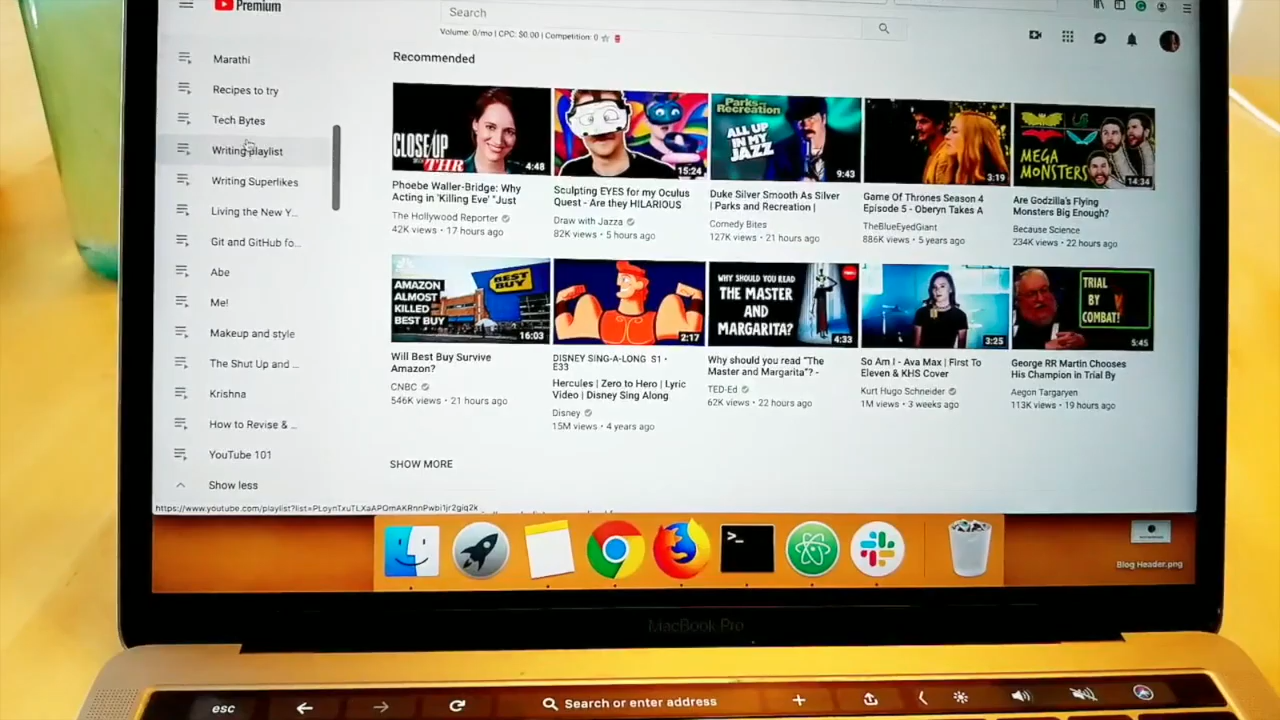 Premium
Search
Volume: 0/mo | CPC: $0.00 | Competition: 0
Marathi
Recipes to try
Tech Bytes
Writing playlist
Writing Superlikes
Living the New Y...
Git and GitHub fo...
Abe
Me!
Makeup and style
The Shut Up and ...
Krishna
How to Revise & ...
YouTube 101
Show less
Recommended
CLOSE UP
WITH THR
4:48
Phoebe Waller-Bridge: Why
Acting in 'Killing Eve' "Just
The Hollywood Reporter
42K views • 17 hours ago
15:24
Sculpting EYES for my Oculus
Quest - Are they HILARIOUS
Draw with Jazza
82K views • 5 hours ago
Parks and
Recreation
ALL UP
IN MY
JAZZ
9:43
Duke Silver Smooth As Silver
| Parks and Recreation |
Comedy Bites
127K views • 21 hours ago
3:19
Game Of Thrones Season 4
Episode 5 - Oberyn Takes A
TheBlueEyedGiant
886K views • 5 years ago
MEGA
MONSTERS
14:34
Are Godzilla's Flying
Monsters Big Enough?
Because Science
234K views • 22 hours ago
AMAZON
ALMOST
KILLED
BEST BUY
BEST
BUY
16:03
Will Best Buy Survive
Amazon?
CNBC
546K views • 21 hours ago
2:17
DISNEY SING-A-LONG S1 •
E33
Hercules | Zero to Hero | Lyric
Video | Disney Sing Along
Disney
15M views • 4 years ago
WHY SHOULD YOU READ
THE MASTER
AND
MARGARITA?
4:33
Why should you read "The
Master and Margarita"? -
TED-Ed
62K views • 22 hours ago
3:25
So Am I - Ava Max | First To
Eleven & KHS Cover
Kurt Hugo Schneider
1M views • 3 weeks ago
TRIAL
BY
COMBAT!
5:45
George RR Martin Chooses
His Champion in Trial By
Aegon Targaryen
113K views • 19 hours ago
SHOW MORE
Blog Header.png
MacBook Pro
esc
Search or enter address